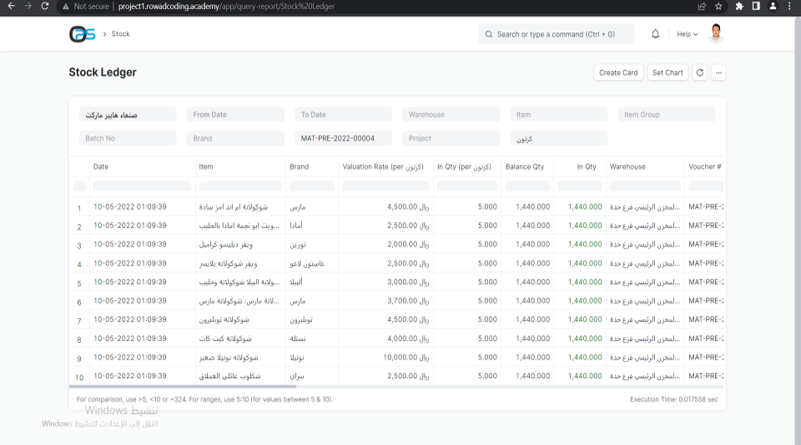 Not secure | project1.rowadcoding.academy/app/query-report/Stock%20Ledger
Stock
Search or type a command (Ctrl + G)
Help
Stock Ledger
Create Card
Set Chart
صنعاء هايبر ماركت
From Date
To Date
Warehouse
Item
Item Group
Batch No
Brand
MAT-PRE-2022-00004
Project
كرتون
Date Item Brand Valuation Rate (per كرتون) In Qty (per كرتون) Balance Qty In Qty Warehouse Voucher #
1 10-05-2022 01:09:39 شوكولاتة ام اند امز سادة مارس ريال 4,500.00 5.000 1,440.000 1,440.000 المخزن الرئيسي فرع حدة... MAT-PRE-2
2 10-05-2022 01:09:39 ...ويت ابو نجمة امادا بالحليب أمادا ريال 2,500.00 5.000 1,440.000 1,440.000 المخزن الرئيسي فرع حدة... MAT-PRE-2
3 10-05-2022 01:09:39 ويفر ديليسو كراميل تورين ريال 2,000.00 5.000 1,440.000 1,440.000 المخزن الرئيسي فرع حدة... MAT-PRE-2
4 10-05-2022 01:09:39 ويفر شوكولاتة بلايسر غاستون لاغو ريال 2,500.00 5.000 1,440.000 1,440.000 المخزن الرئيسي فرع حدة... MAT-PRE-2
5 10-05-2022 01:09:39 ...ولاتة البيلا شوكولاتة وحليب ألبيلا ريال 3,000.00 5.000 1,440.000 1,440.000 المخزن الرئيسي فرع حدة... MAT-PRE-2
6 10-05-2022 01:09:39 ...لاتة مارس: شوكولاتة مارس مارس ريال 3,700.00 5.000 1,440.000 1,440.000 المخزن الرئيسي فرع حدة... MAT-PRE-2
7 10-05-2022 01:09:39 شوكولاتة توبليرون توبليرون ريال 4,500.00 5.000 1,440.000 1,440.000 المخزن الرئيسي فرع حدة... MAT-PRE-2
8 10-05-2022 01:09:39 شوكولاتة كيت كات نستلة ريال 4,000.00 5.000 1,440.000 1,440.000 المخزن الرئيسي فرع حدة... MAT-PRE-2
9 10-05-2022 01:09:39 شوكولاتة نوتيلا صغير نوتيلا ريال 10,000.00 5.000 1,440.000 1,440.000 المخزن الرئيسي فرع حدة... MAT-PRE-2
10 10-05-2022 01:09:39 شكلوب عائلي العملاق سراي ريال 2,500.00 5.000 1,440.000 1,440.000 المخزن الرئيسي فرع حدة... MAT-PRE-2
For comparison, use >5, <10 or =324. For ranges, use 5:10 (for values between 5 & 10).
Execution Time: 0.017558 sec
تنشيط Windows
انتقل إلى الإعدادات لتنشيط Windows.